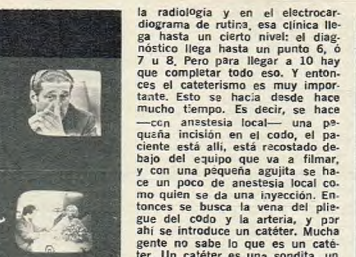 la radiología y en el electrocar-
diograma de rutina, esa clínica lle-
ga hasta un cierto nivel: el diag-
nóstico llega hasta un punto 6, ó
7 u 8. Pero para llegar a 10 hay
que completar todo eso. Y enton-
ces el cateterismo es muy impor-
tante. Esto se hacía desde hace
mucho tiempo. Es decir, se hace
—con anastesia local— una pe-
quaña incisión en el codo, el pa-
ciente está allí, está recostado de-
bajo del equipo que va a filmar,
y con una pequeña agujita se ha-
ce un poco de anestesia local co-
mo quien se da una inyección. En-
tonces se busca la vena del plie-
gue del codo y la arteria, y por
ahí se introduce un catéter. Mucha
gente no sabe lo que es un caté-
ter. Un catéter es una sondita, un